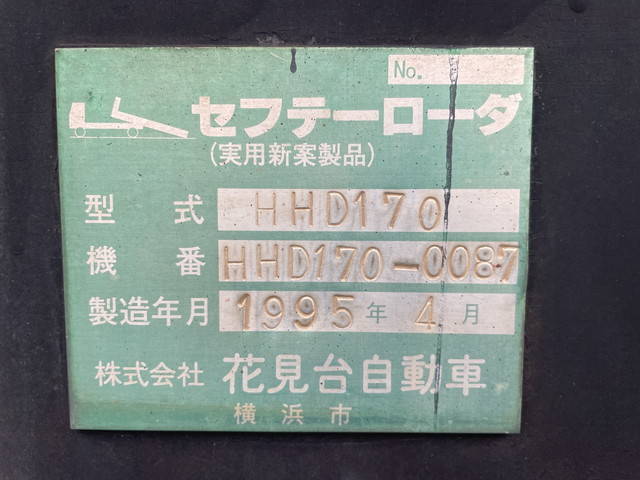 No.
セフテーローダ
(実用新案製品)
型 式 HHD170
機 番 HHD170-0087
製造年月 1995年 4月
株式会社 花見台自動車
横浜市